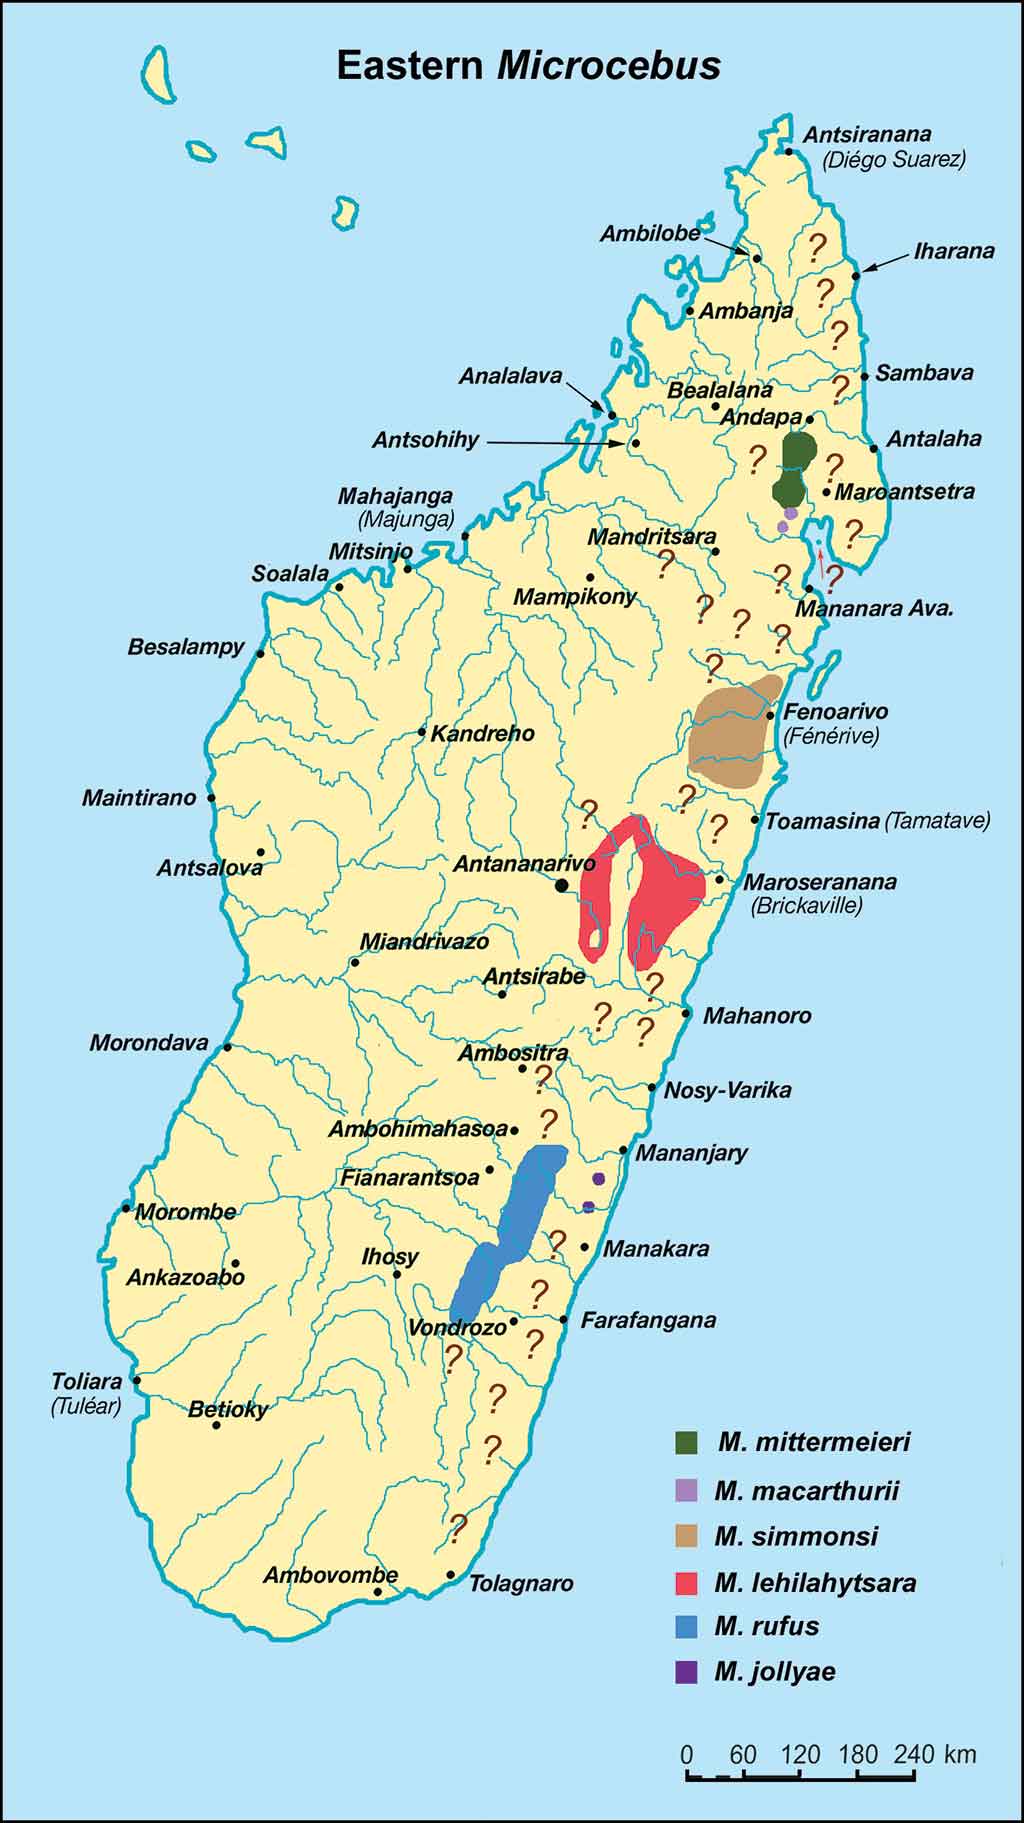 Eastern Microcebus
Antsiranana
(Diégo Suarez)
Ambilobe
?
Iharana
?
Ambanja
?
Analalava
Sambava
Bealalana
?
Andapa
Antsohihy
Antalaha
?
?
Maroantsetra
Mahajanga
(Majunga)
Mandritsara
?
Mitsinjo
?
Soalala
?
?
Mampikony
?
Mananara Ava.
?
?
Besalampy
?
Fenoarivo
(Fénérive)
Kandreho
Maintirano
?
?
?
Toamasina (Tamatave)
Antananarivo
Antsalova
Maroseranana
(Brickaville)
Miandrivazo
Antsirabe
?
?
Mahanoro
?
Morondava
Ambositra
?
Nosy-Varika
?
Ambohimahasoa
Mananjary
Fianarantsoa
Morombe
?
Manakara
Ihosy
Ankazoabo
?
Vondrozo
Farafangana
?
?
Toliara
(Tuléar)
?
Betioky
?
M. mittermeieri
M. macarthurii
?
M. simmonsi
Ambovombe
Tolagnaro
M. lehilahytsara
M. rufus
M. jollyae
0 60 120 180 240 km